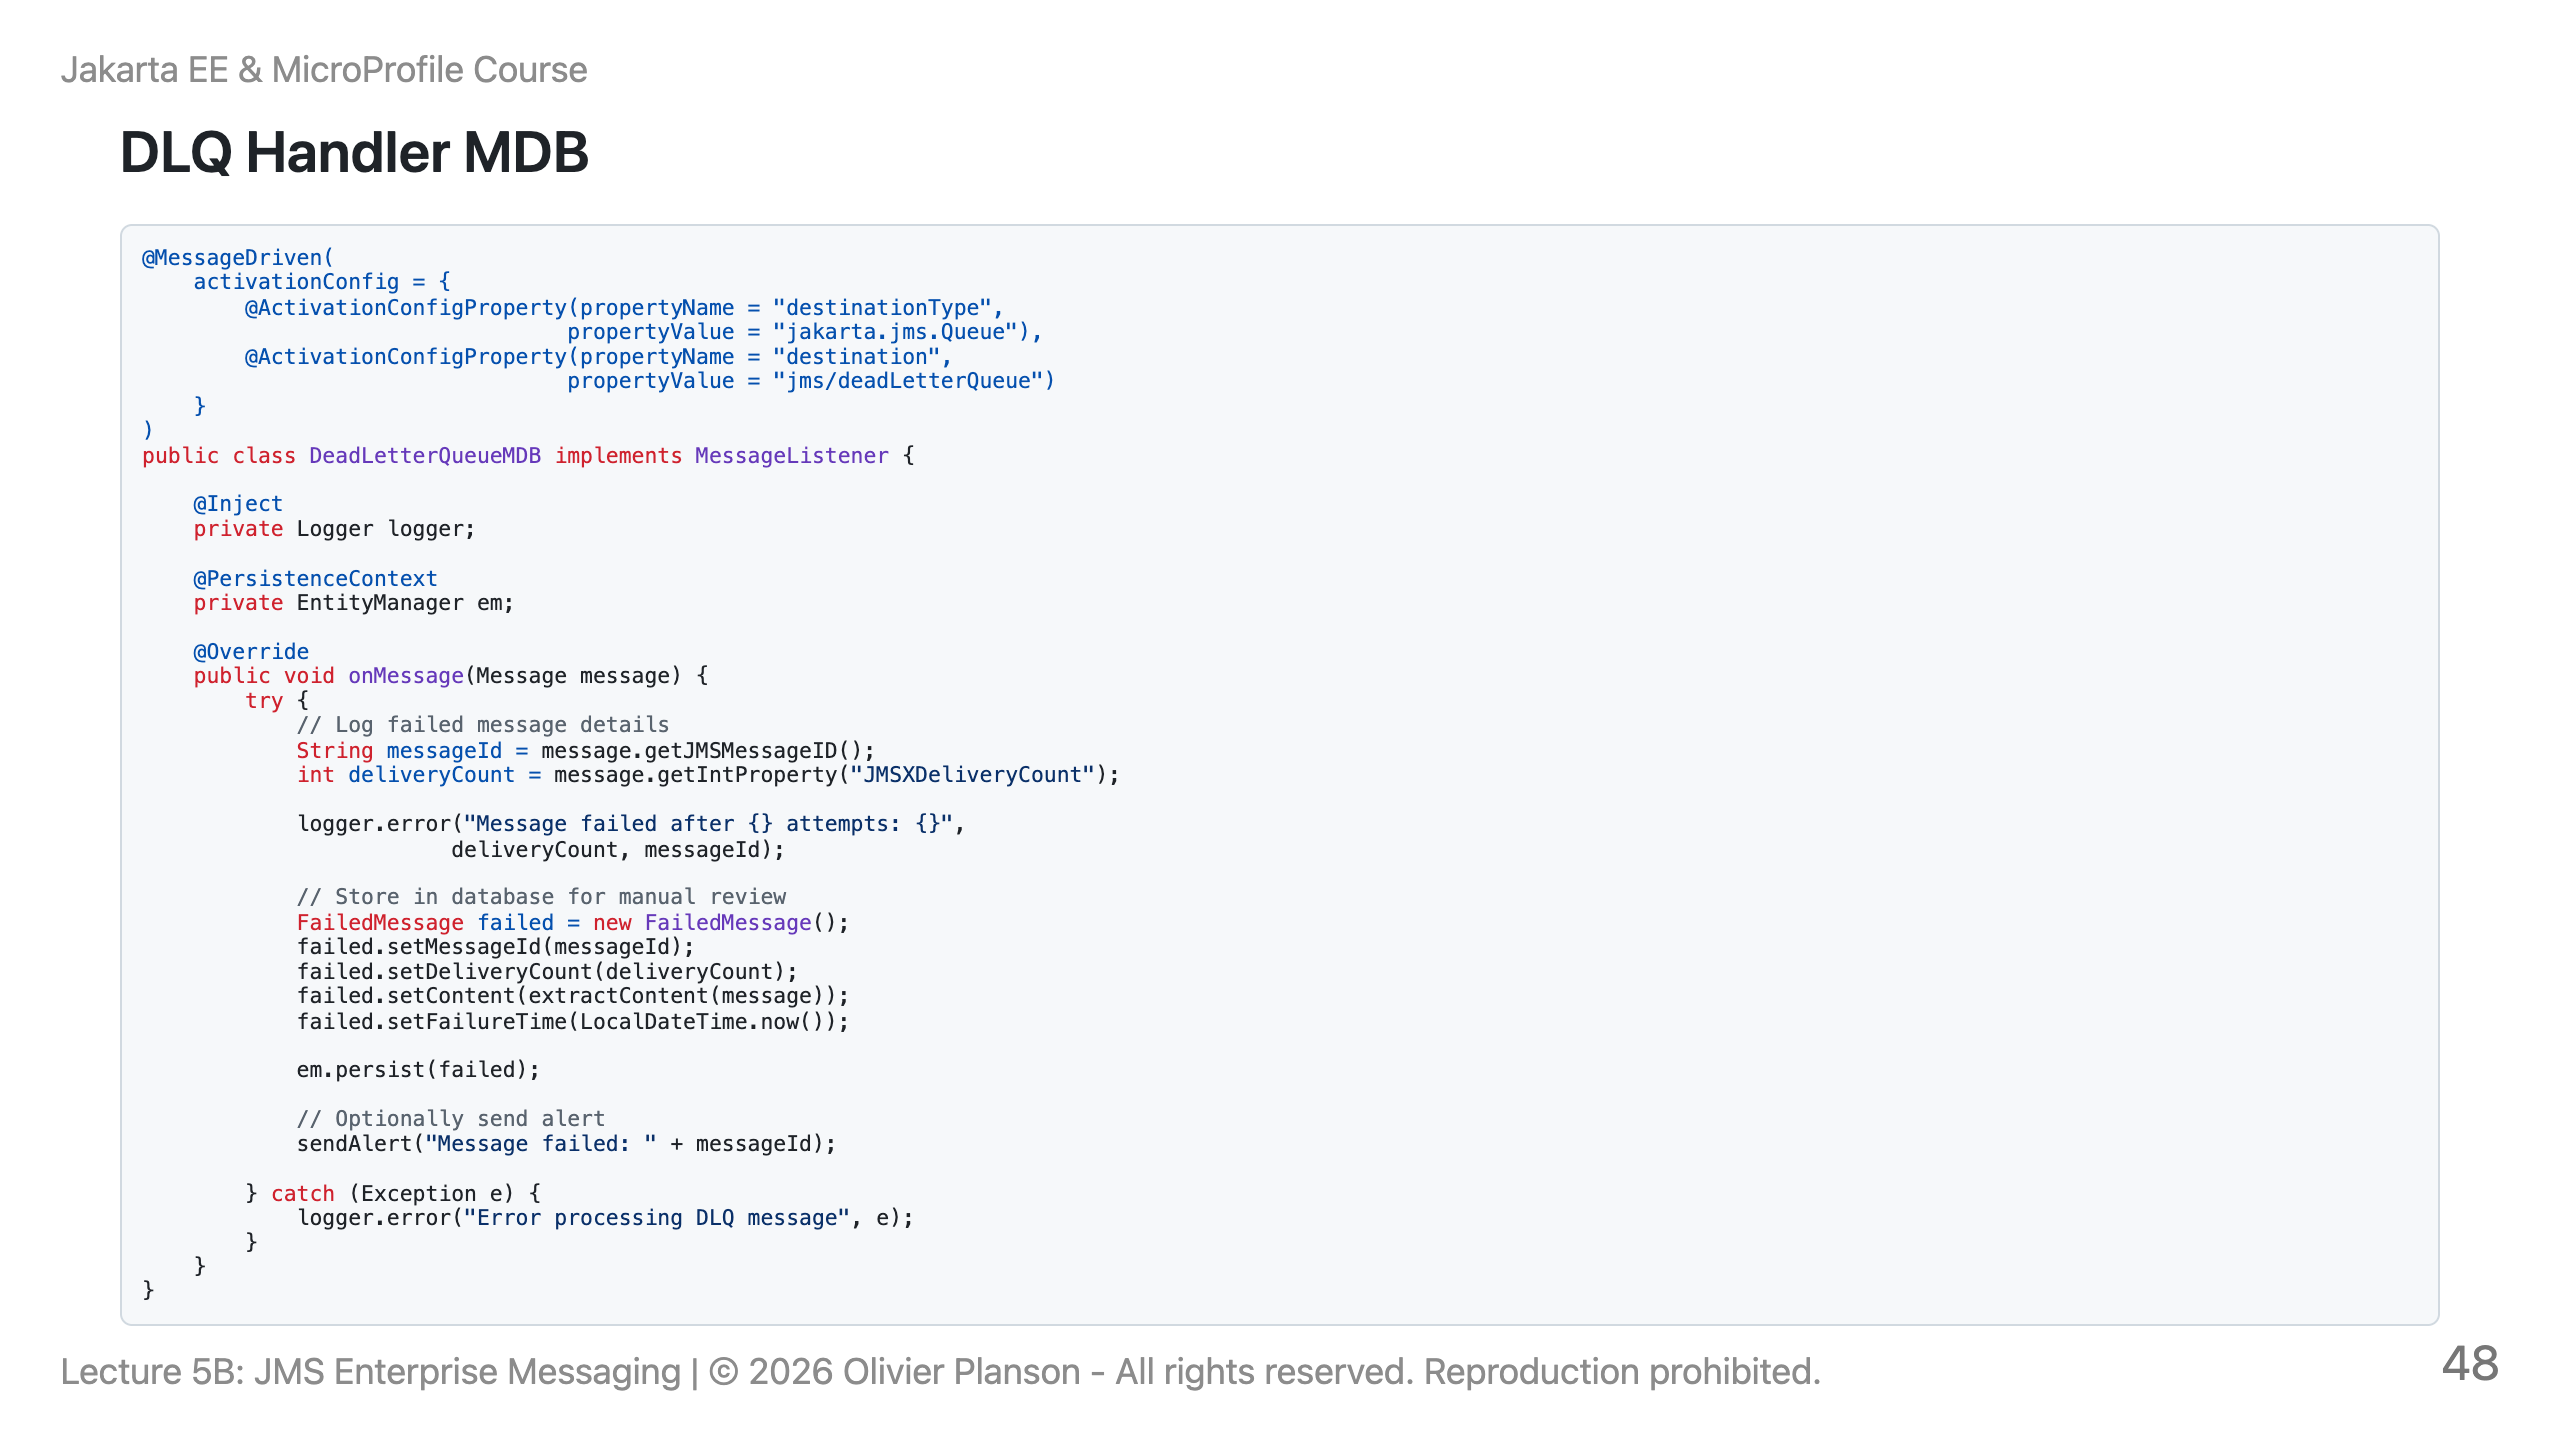 Jakarta EE & MicroProfile Course
DLQ Handler MDB
@MessageDriven(
    activationConfig = {
        @ActivationConfigProperty(propertyName = "destinationType",
                                 propertyValue = "jakarta.jms.Queue"),
        @ActivationConfigProperty(propertyName = "destination",
                                 propertyValue = "jms/deadLetterQueue")
    }
)
public class DeadLetterQueueMDB implements MessageListener {
    @Inject
    private Logger logger;
    @PersistenceContext
    private EntityManager em;
    @Override
    public void onMessage(Message message) {
        try {
            // Log failed message details
            String messageId = message.getJMSMessageID();
            int deliveryCount = message.getIntProperty("JMSXDeliveryCount");
            logger.error("Message failed after {} attempts: {}",
                        deliveryCount, messageId);
            // Store in database for manual review
            FailedMessage failed = new FailedMessage();
            failed.setMessageId(messageId);
            failed.setDeliveryCount(deliveryCount);
            failed.setContent(extractContent(message));
            failed.setFailureTime(LocalDateTime.now());
            em.persist(failed);
            // Optionally send alert
            sendAlert("Message failed: " + messageId);
        } catch (Exception e) {
            logger.error("Error processing DLQ message", e);
        }
    }
}
Lecture 5B: JMS Enterprise Messaging | © 2026 Olivier Planson - All rights reserved. Reproduction prohibited.
48